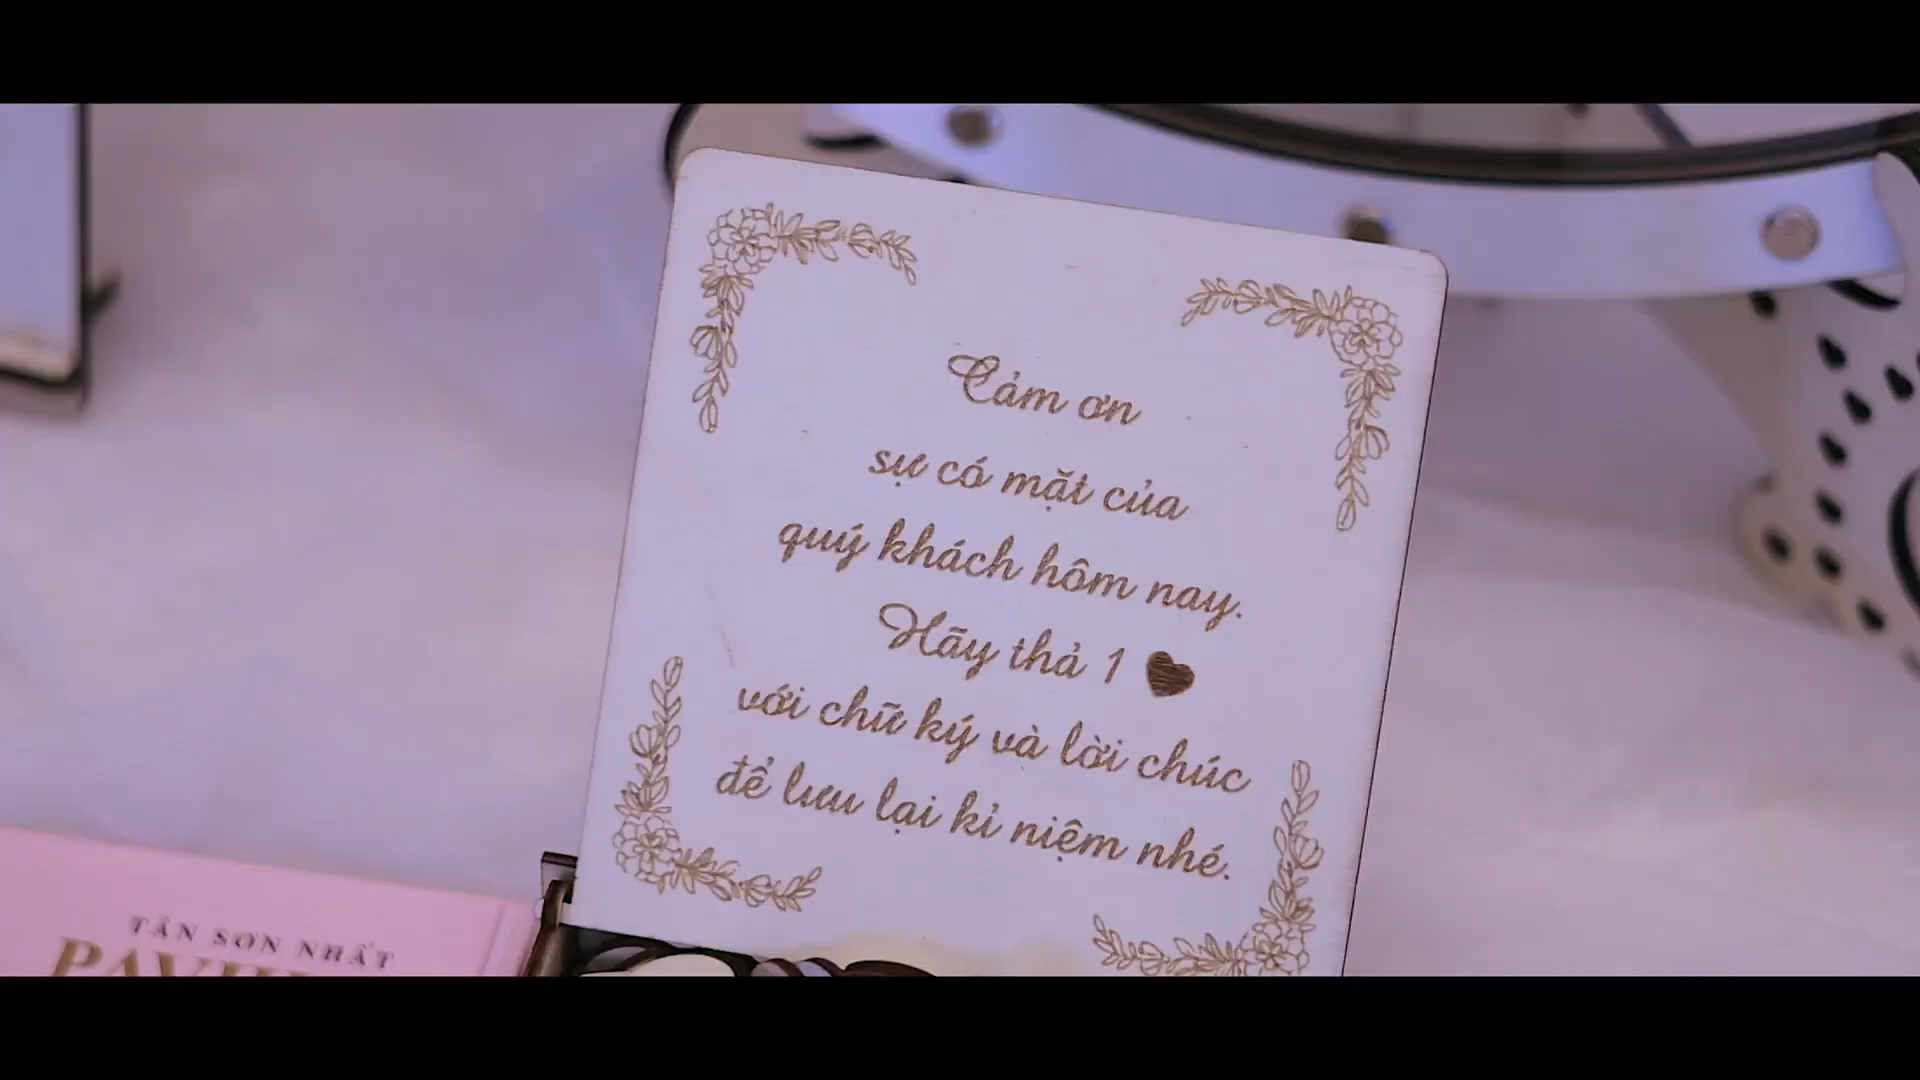 Cảm ơn
sự có mặt của
quý khách hôm nay.
Hãy thả 1 ♥
với chữ ký và lời chúc
để lưu lại kỉ niệm nhé.
TÂN SƠN NHẤT